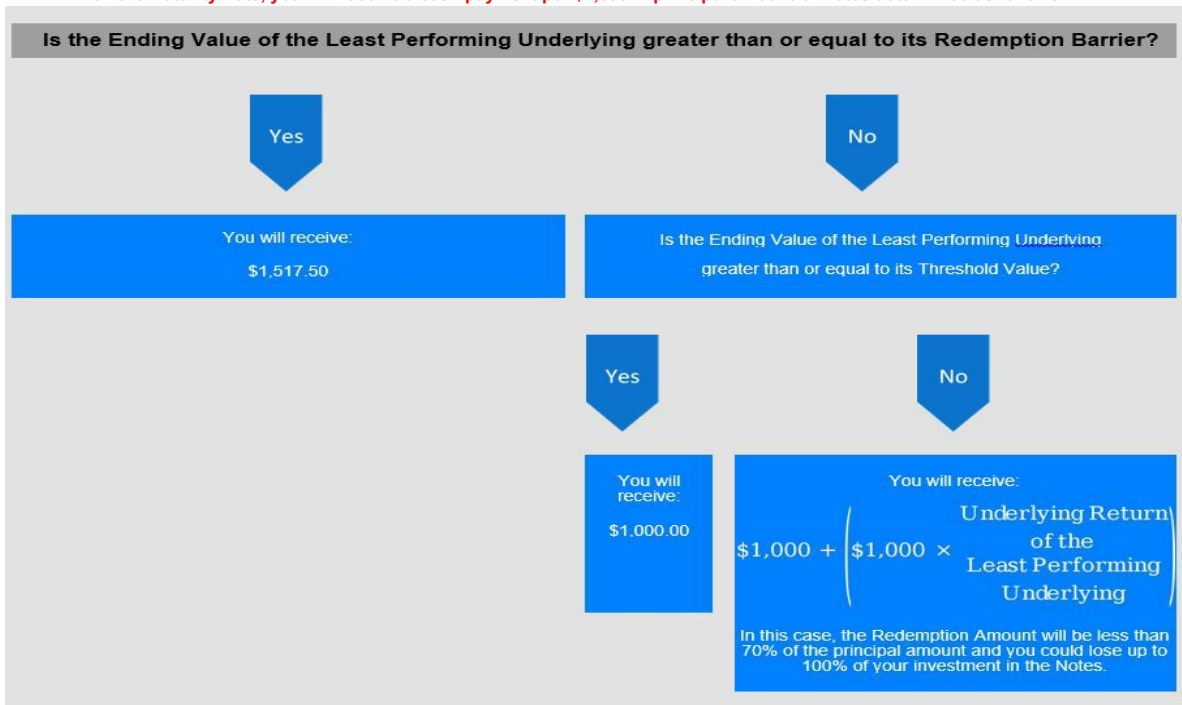 Is the Ending Value of the Least Performing Underlying greater than or equal to its Redemption Barrier?
Yes
No
You will receive:
$1,517.50
Is the Ending Value of the Least Performing Underlying
greater than or equal to its Threshold Value?
Yes
No
You will
receive:
$1,000.00
You will receive:
$1,000 + ($1,000 × Underlying Return
of the
Least Performing
Underlying)
In this case, the Redemption Amount will be less than
70% of the principal amount and you could lose up to
100% of your investment in the Notes.